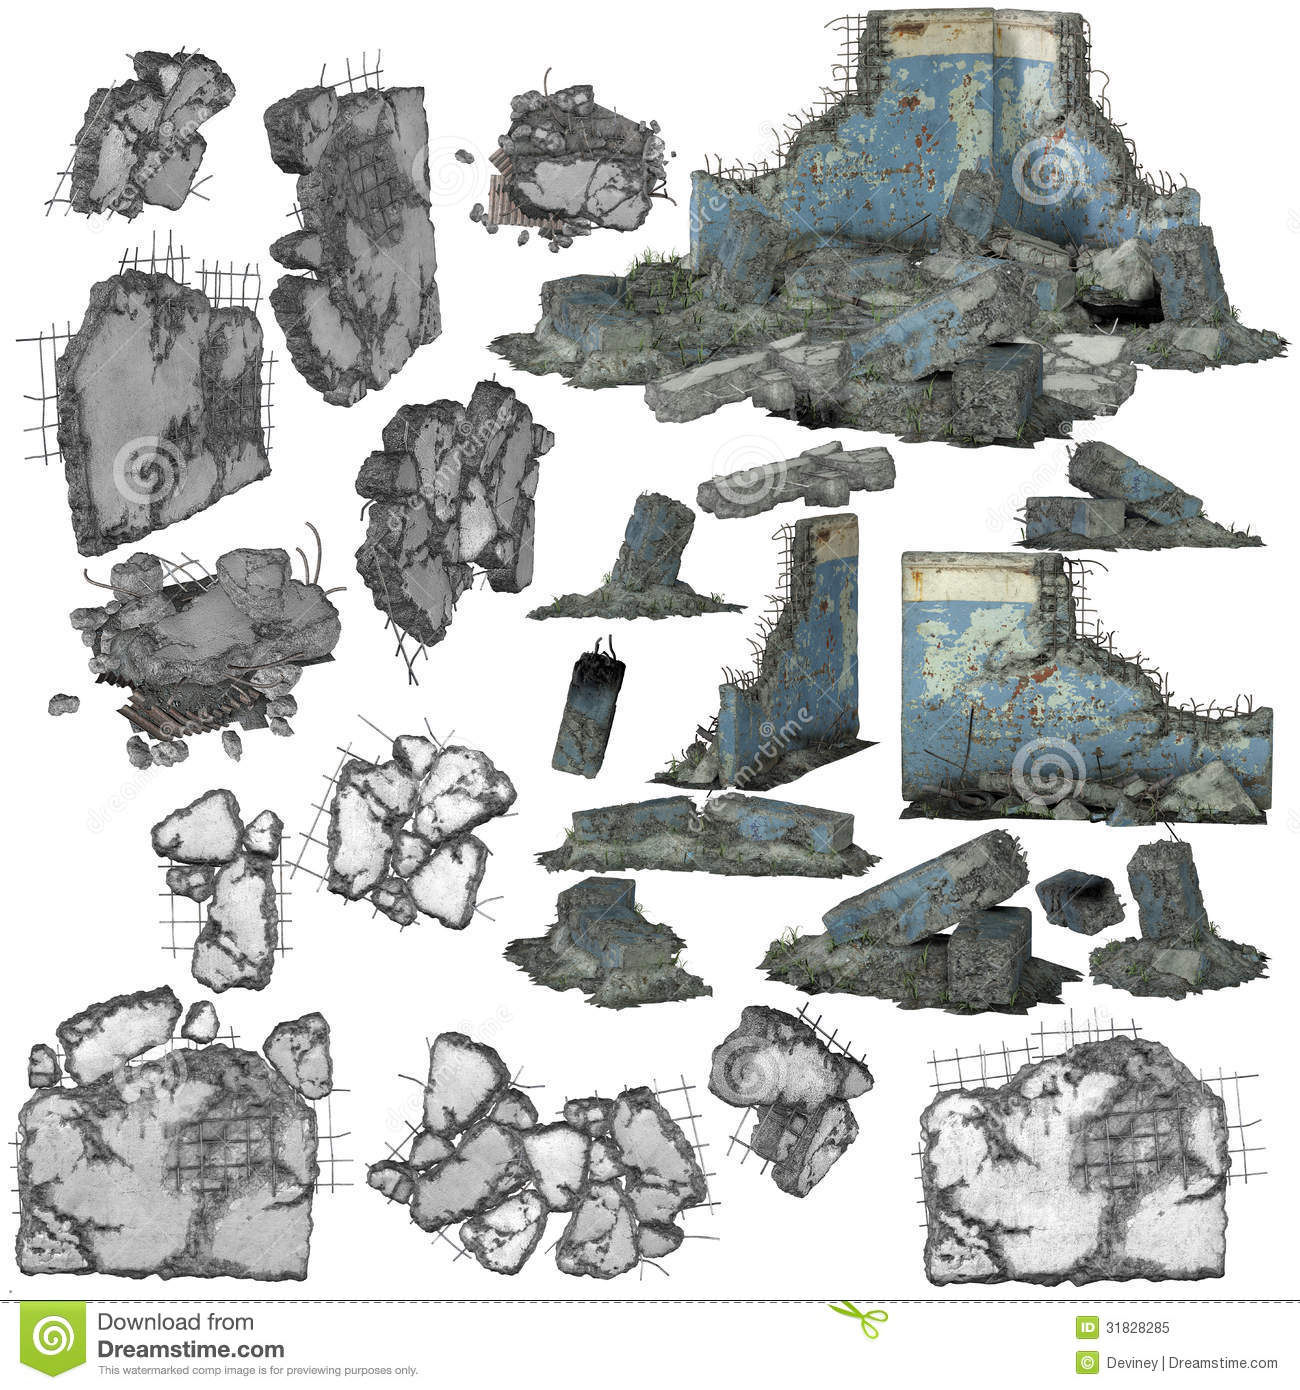 Download from
Dreamstime.com
This watermarked comp image is for previewing purposes only.
ID 31828285
© Deviney | Dreamstime.com